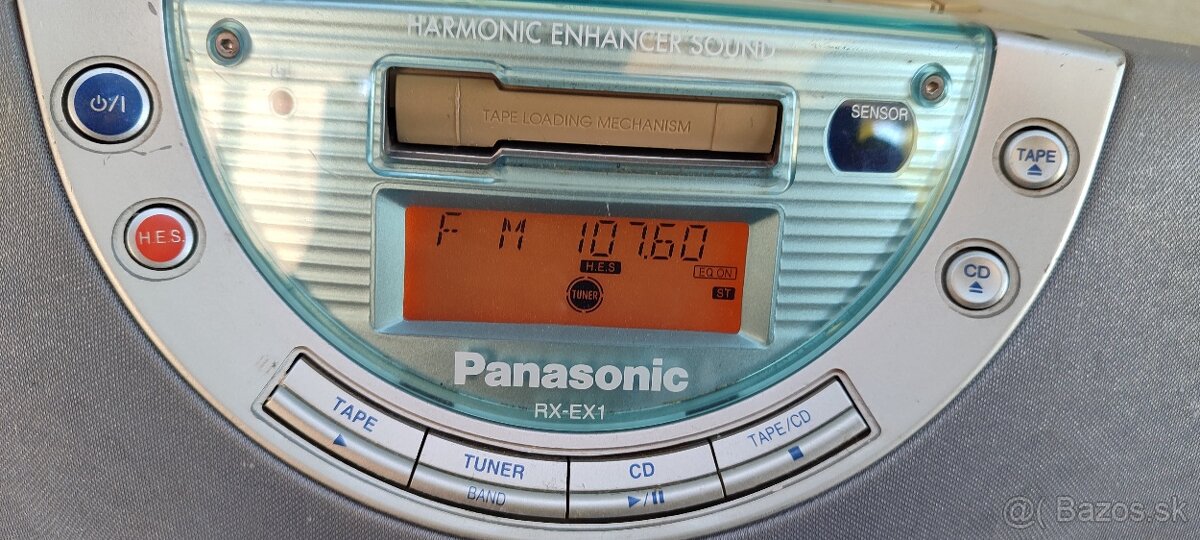 HARMONIC ENHANCER SOUND
⏻/I
TAPE LOADING MECHANISM
SENSOR
TAPE ⏏
H.E.S.
FM 107.60
H.E.S
EQ ON
TUNER
ST
CD ⏏
Panasonic
RX-EX1
TAPE ▶
TUNER
BAND
CD
▶/⏸
TAPE/CD
■
@( Bazos.sk